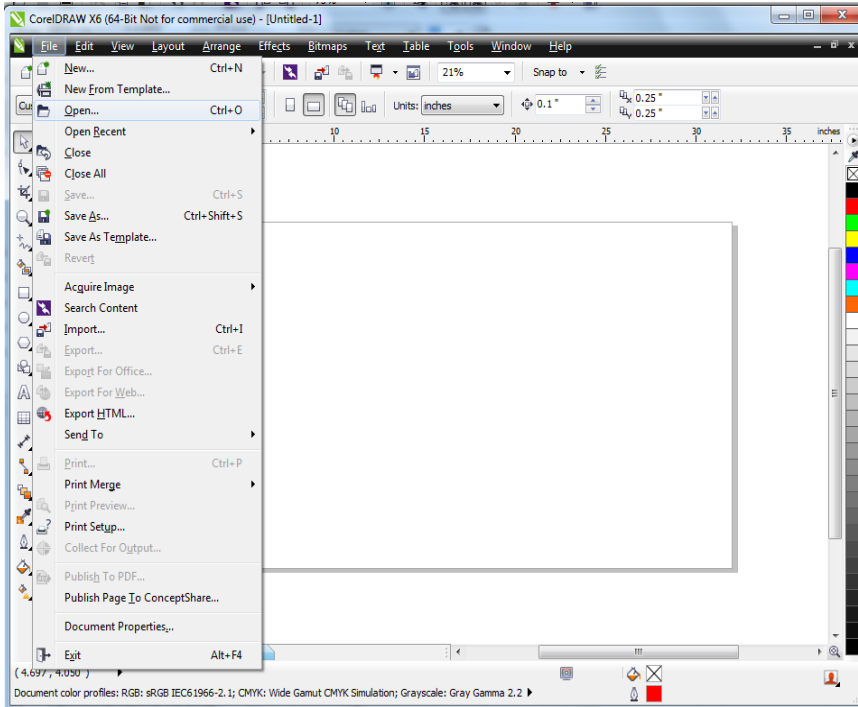 CorelDRAW X6 (64-Bit Not for commercial use) - [Untitled-1]
File Edit View Layout Arrange Effects Bitmaps Text Table Tools Window Help
21% Snap to
Units: inches 0.1 " 0.25 "
0.25 "
10 15 20 25 30 35 inches
New... Ctrl+N
New From Template...
Open... Ctrl+O
Open Recent
Close
Close All
Save... Ctrl+S
Save As... Ctrl+Shift+S
Save As Template...
Revert
Acquire Image
Search Content
Import... Ctrl+I
Export... Ctrl+E
Export For Office...
Export For Web...
Export HTML...
Send To
Print... Ctrl+P
Print Merge
Print Preview...
Print Setup...
Collect For Output...
Publish To PDF...
Publish Page To ConceptShare...
Document Properties...
Exit Alt+F4
( 4.697 , 4.050 )
Document color profiles: RGB: sRGB IEC61966-2.1; CMYK: Wide Gamut CMYK Simulation; Grayscale: Gray Gamma 2.2